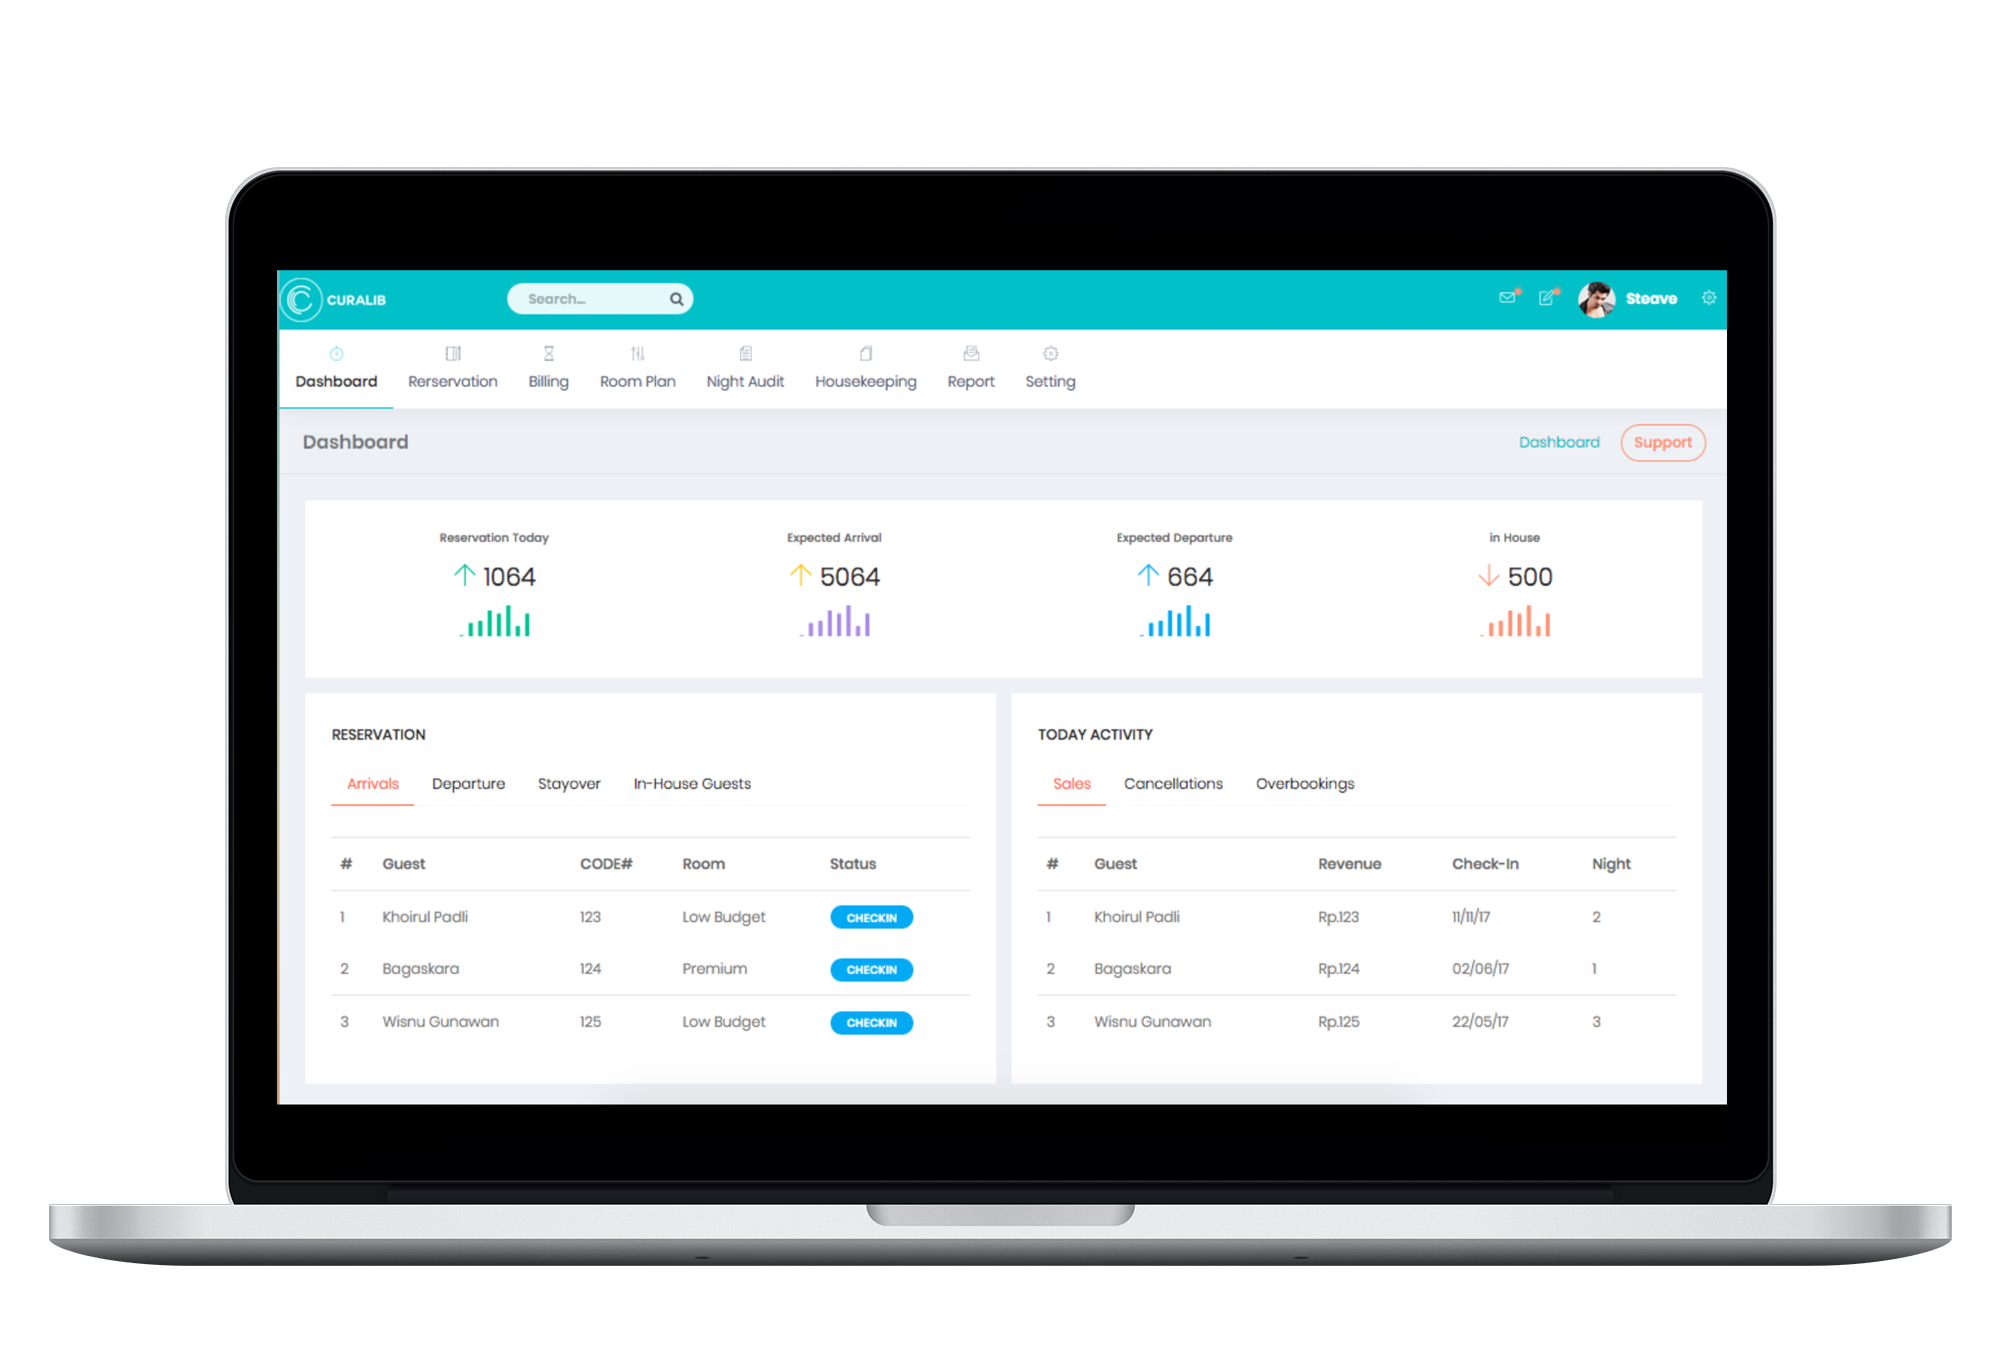 CURALIB Search... Steave
Dashboard Rerservation Billing Room Plan Night Audit Housekeeping Report Setting
Dashboard Dashboard Support
Reservation Today Expected Arrival Expected Departure in House
1064 5064 664 500
RESERVATION
Arrivals Departure Stayover In-House Guests
# Guest CODE# Room Status
1 Khoirul Padli 123 Low Budget CHECKIN
2 Bagaskara 124 Premium CHECKIN
3 Wisnu Gunawan 125 Low Budget CHECKIN
TODAY ACTIVITY
Sales Cancellations Overbookings
# Guest Revenue Check-In Night
1 Khoirul Padli Rp.123 11/11/17 2
2 Bagaskara Rp.124 02/06/17 1
3 Wisnu Gunawan Rp.125 22/05/17 3